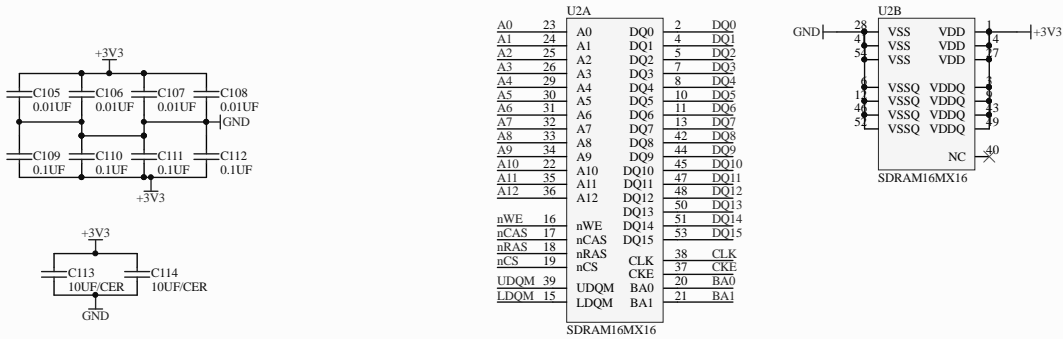 +3V3
C105
0.01UF
C106
0.01UF
C107
0.01UF
C108
0.01UF
GND
C109
0.1UF
C110
0.1UF
C111
0.1UF
C112
0.1UF
+3V3
+3V3
C113
10UF/CER
C114
10UF/CER
GND
U2A
A0 23 A0 DQ0 2 DQ0
A1 24 A1 DQ1 4 DQ1
A2 25 A2 DQ2 5 DQ2
A3 26 A3 DQ3 7 DQ3
A4 29 A4 DQ4 8 DQ4
A5 30 A5 DQ5 10 DQ5
A6 31 A6 DQ6 11 DQ6
A7 32 A7 DQ7 13 DQ7
A8 33 A8 DQ8 42 DQ8
A9 34 A9 DQ9 44 DQ9
A10 22 A10 DQ10 45 DQ10
A11 35 A11 DQ11 47 DQ11
A12 36 A12 DQ12 48 DQ12
DQ13 50 DQ13
nWE 16 nWE DQ14 51 DQ14
nCAS 17 nCAS DQ15 53 DQ15
nRAS 18 nRAS CLK 38 CLK
nCS 19 nCS CKE 37 CKE
UDQM 39 UDQM BA0 20 BA0
LDQM 15 LDQM BA1 21 BA1
SDRAM16MX16
U2B
GND 28 VSS VDD 1 +3V3
VSS VDD
VSS VDD
6 VSSQ VDDQ 3
12 VSSQ VDDQ 9
46 VSSQ VDDQ 43
52 VSSQ VDDQ 49
NC 40
SDRAM16MX16